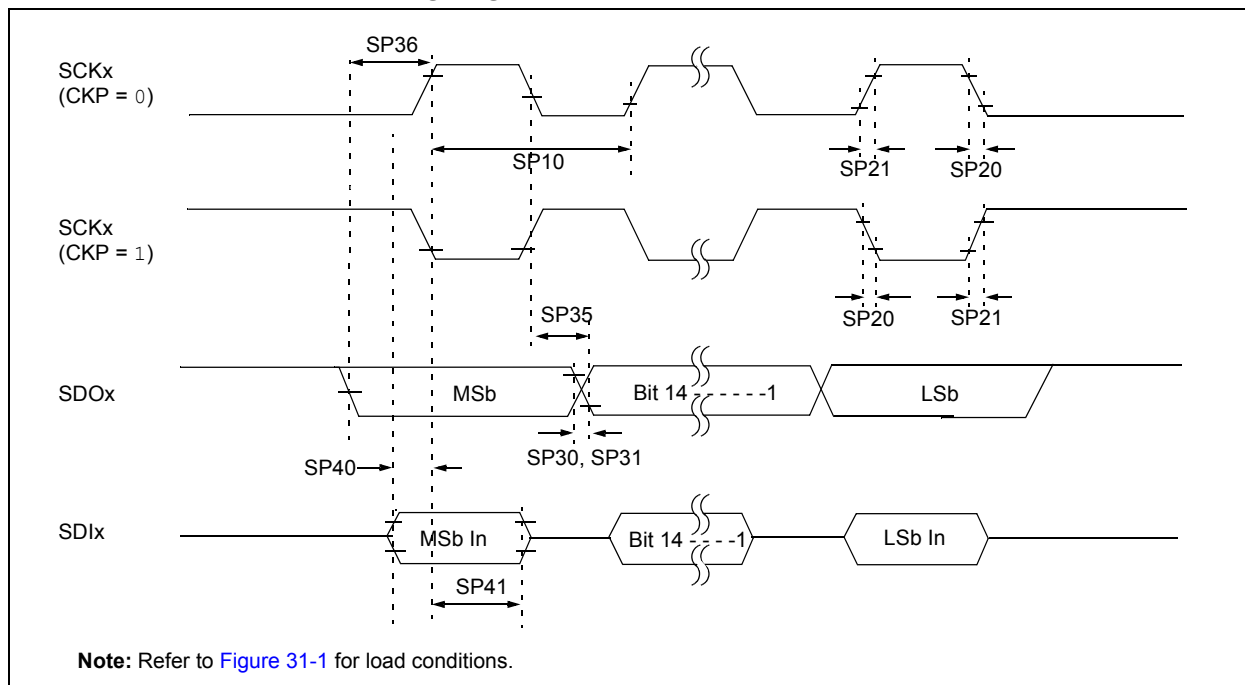 SP36
SCKx
(CKP = 0)
SP10
SP21
SP20
SCKx
(CKP = 1)
SP35
SP20
SP21
SDOx
MSb
Bit 14 - - - - - -1
LSb
SP40
SP30, SP31
SDIx
MSb In
Bit 14 - - - - -1
LSb In
SP41
Note: Refer to Figure 31-1 for load conditions.